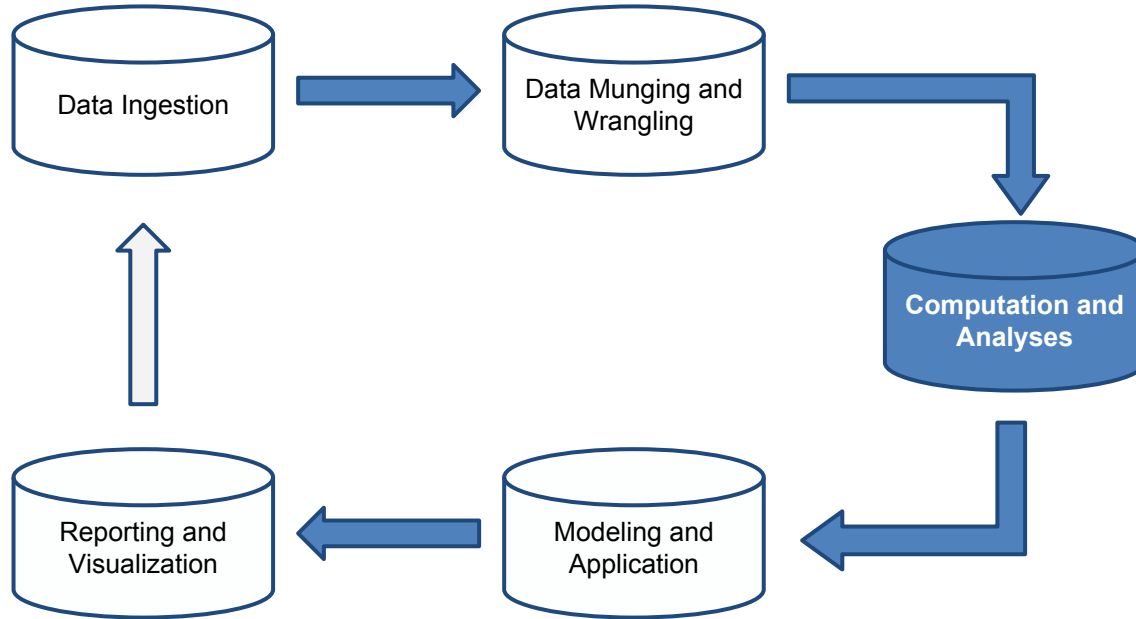 Data Ingestion
Data Munging and
Wrangling
Computation and
Analyses
Modeling and
Application
Reporting and
Visualization